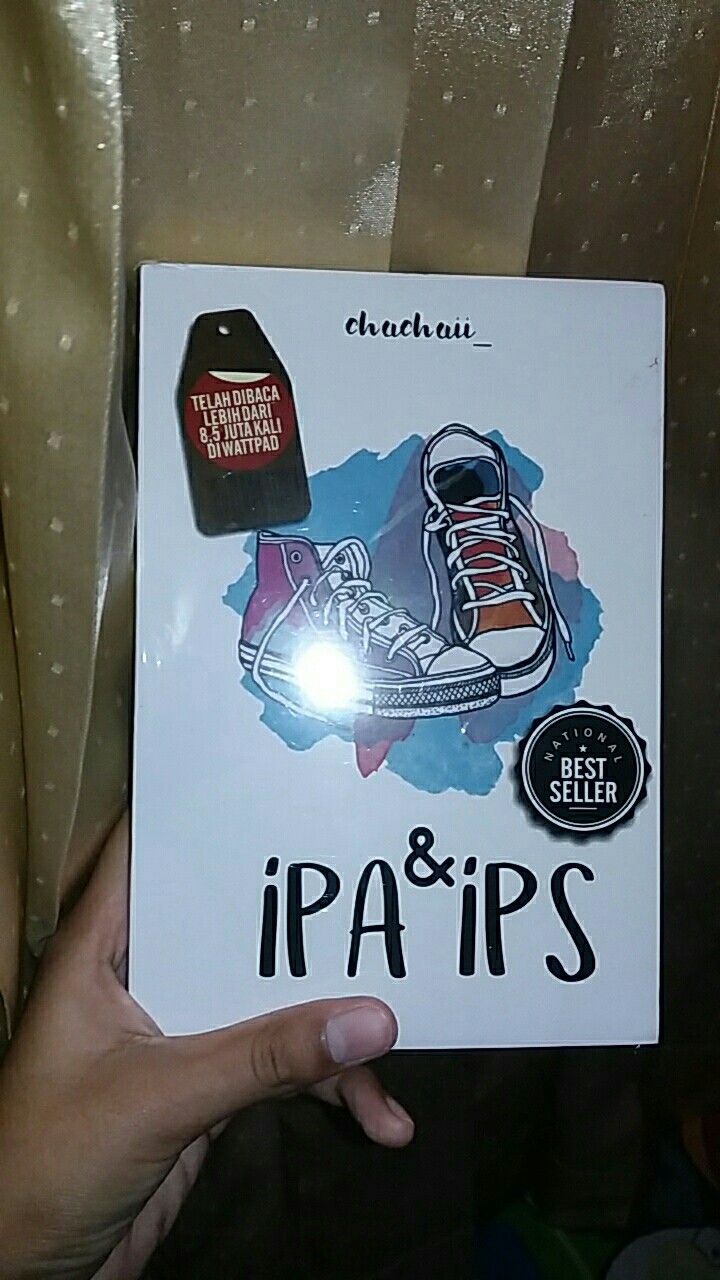 chachaii_
TELAH DIBACA
LEBIH DARI
8,5 JUTA KALI
DI WATTPAD
NATIONAL
BEST
SELLER
iPA & iPS